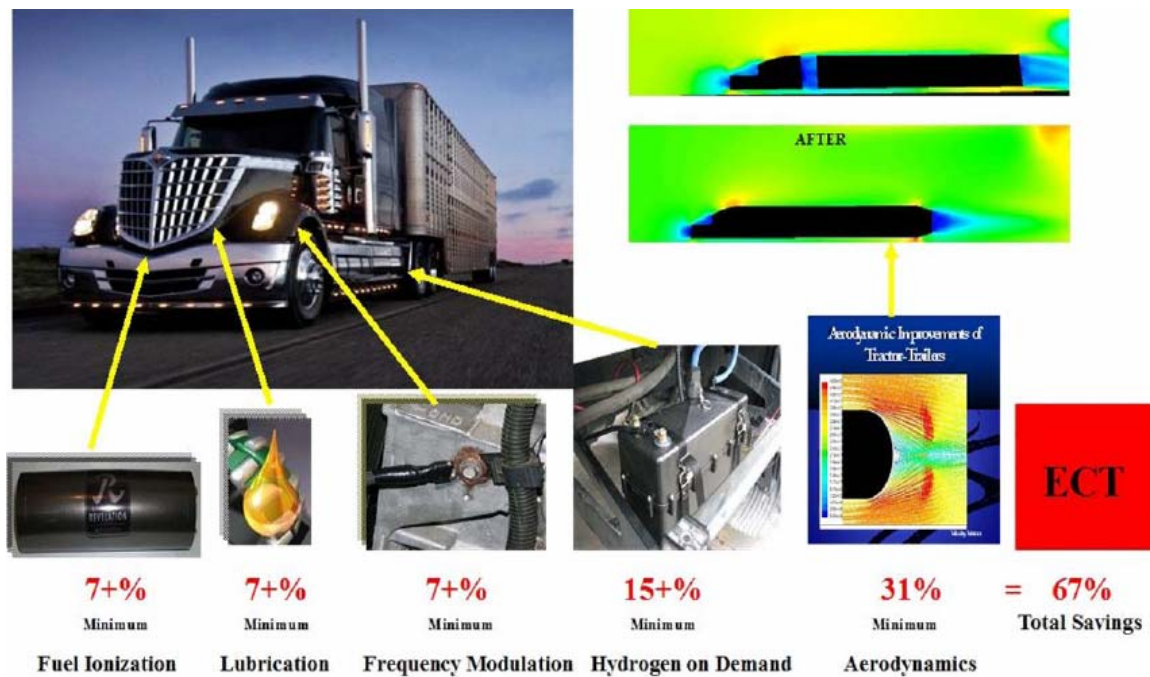 AFTER
Aerodynamic Improvements of
Tractor-Trailers
R
REVELATION
ECT
7+% 7+% 7+% 15+% 31% = 67%
Minimum Minimum Minimum Minimum Minimum Total Savings
Fuel Ionization Lubrication Frequency Modulation Hydrogen on Demand Aerodynamics